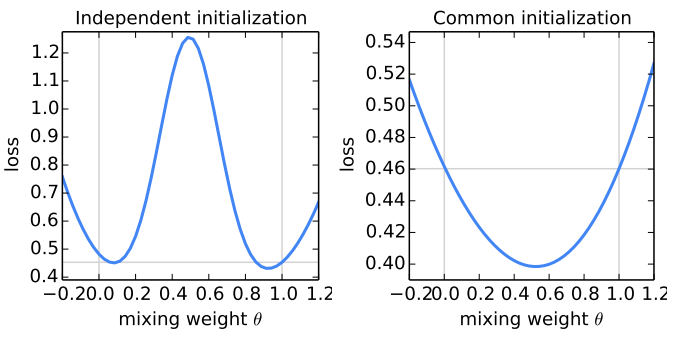 Independent initialization
1.2
1.1
1.0
0.9
0.8
0.7
0.6
0.5
0.4
loss
−0.2 0.0 0.2 0.4 0.6 0.8 1.0 1.2
mixing weight θ
Common initialization
0.54
0.52
0.50
0.48
0.46
0.44
0.42
0.40
loss
−0.2 0.0 0.2 0.4 0.6 0.8 1.0 1.2
mixing weight θ